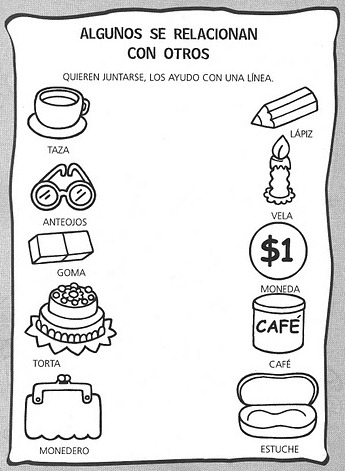 ALGUNOS SE RELACIONAN
CON OTROS
QUIEREN JUNTARSE, LOS AYUDO CON UNA LÍNEA.
TAZA
LÁPIZ
ANTEOJOS
VELA
GOMA
$1
MONEDA
TORTA
CAFÉ
CAFÉ
MONEDERO
ESTUCHE